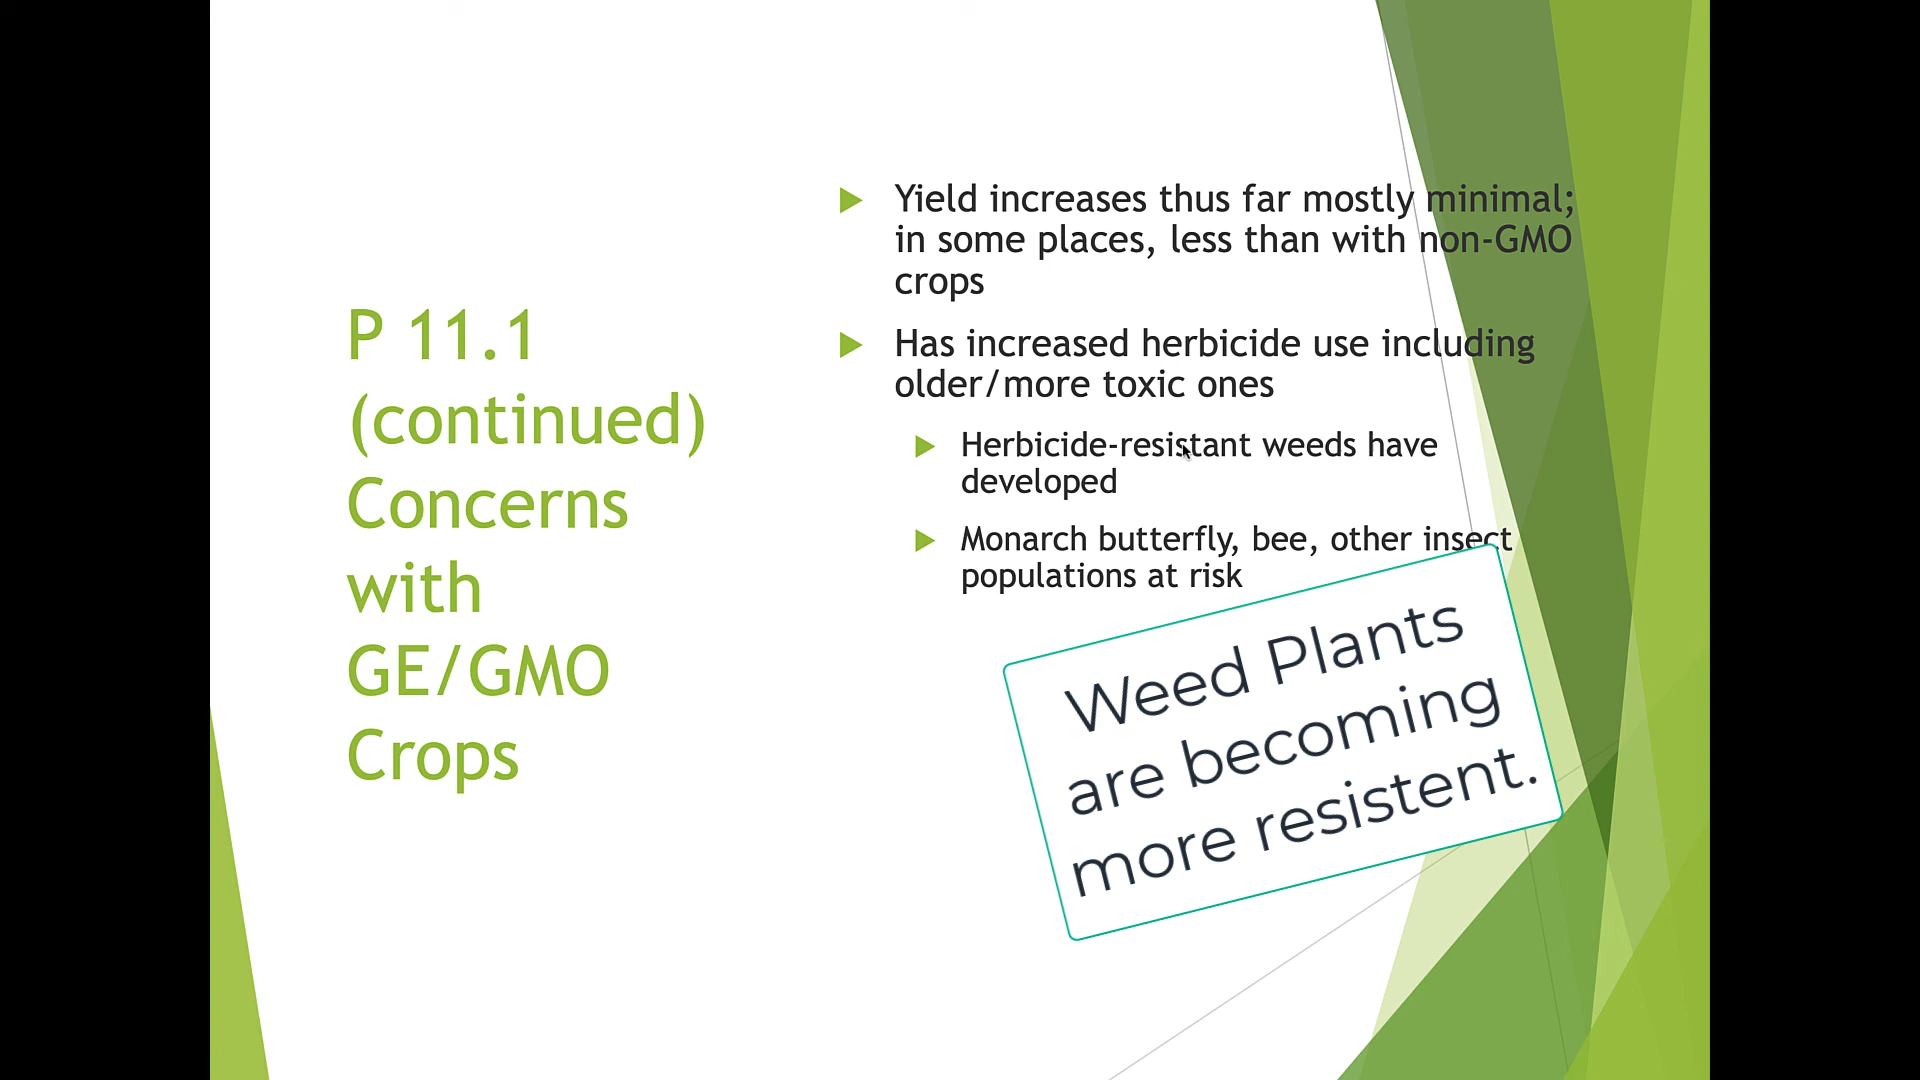 P 11.1
(continued)
Concerns
with
GE/GMO
Crops
Yield increases thus far mostly minimal;
in some places, less than with non-GMO
crops
Has increased herbicide use including
older/more toxic ones
Herbicide-resistant weeds have
developed
Monarch butterfly, bee, other insect
populations at risk
Weed Plants
are becoming
more resistent.